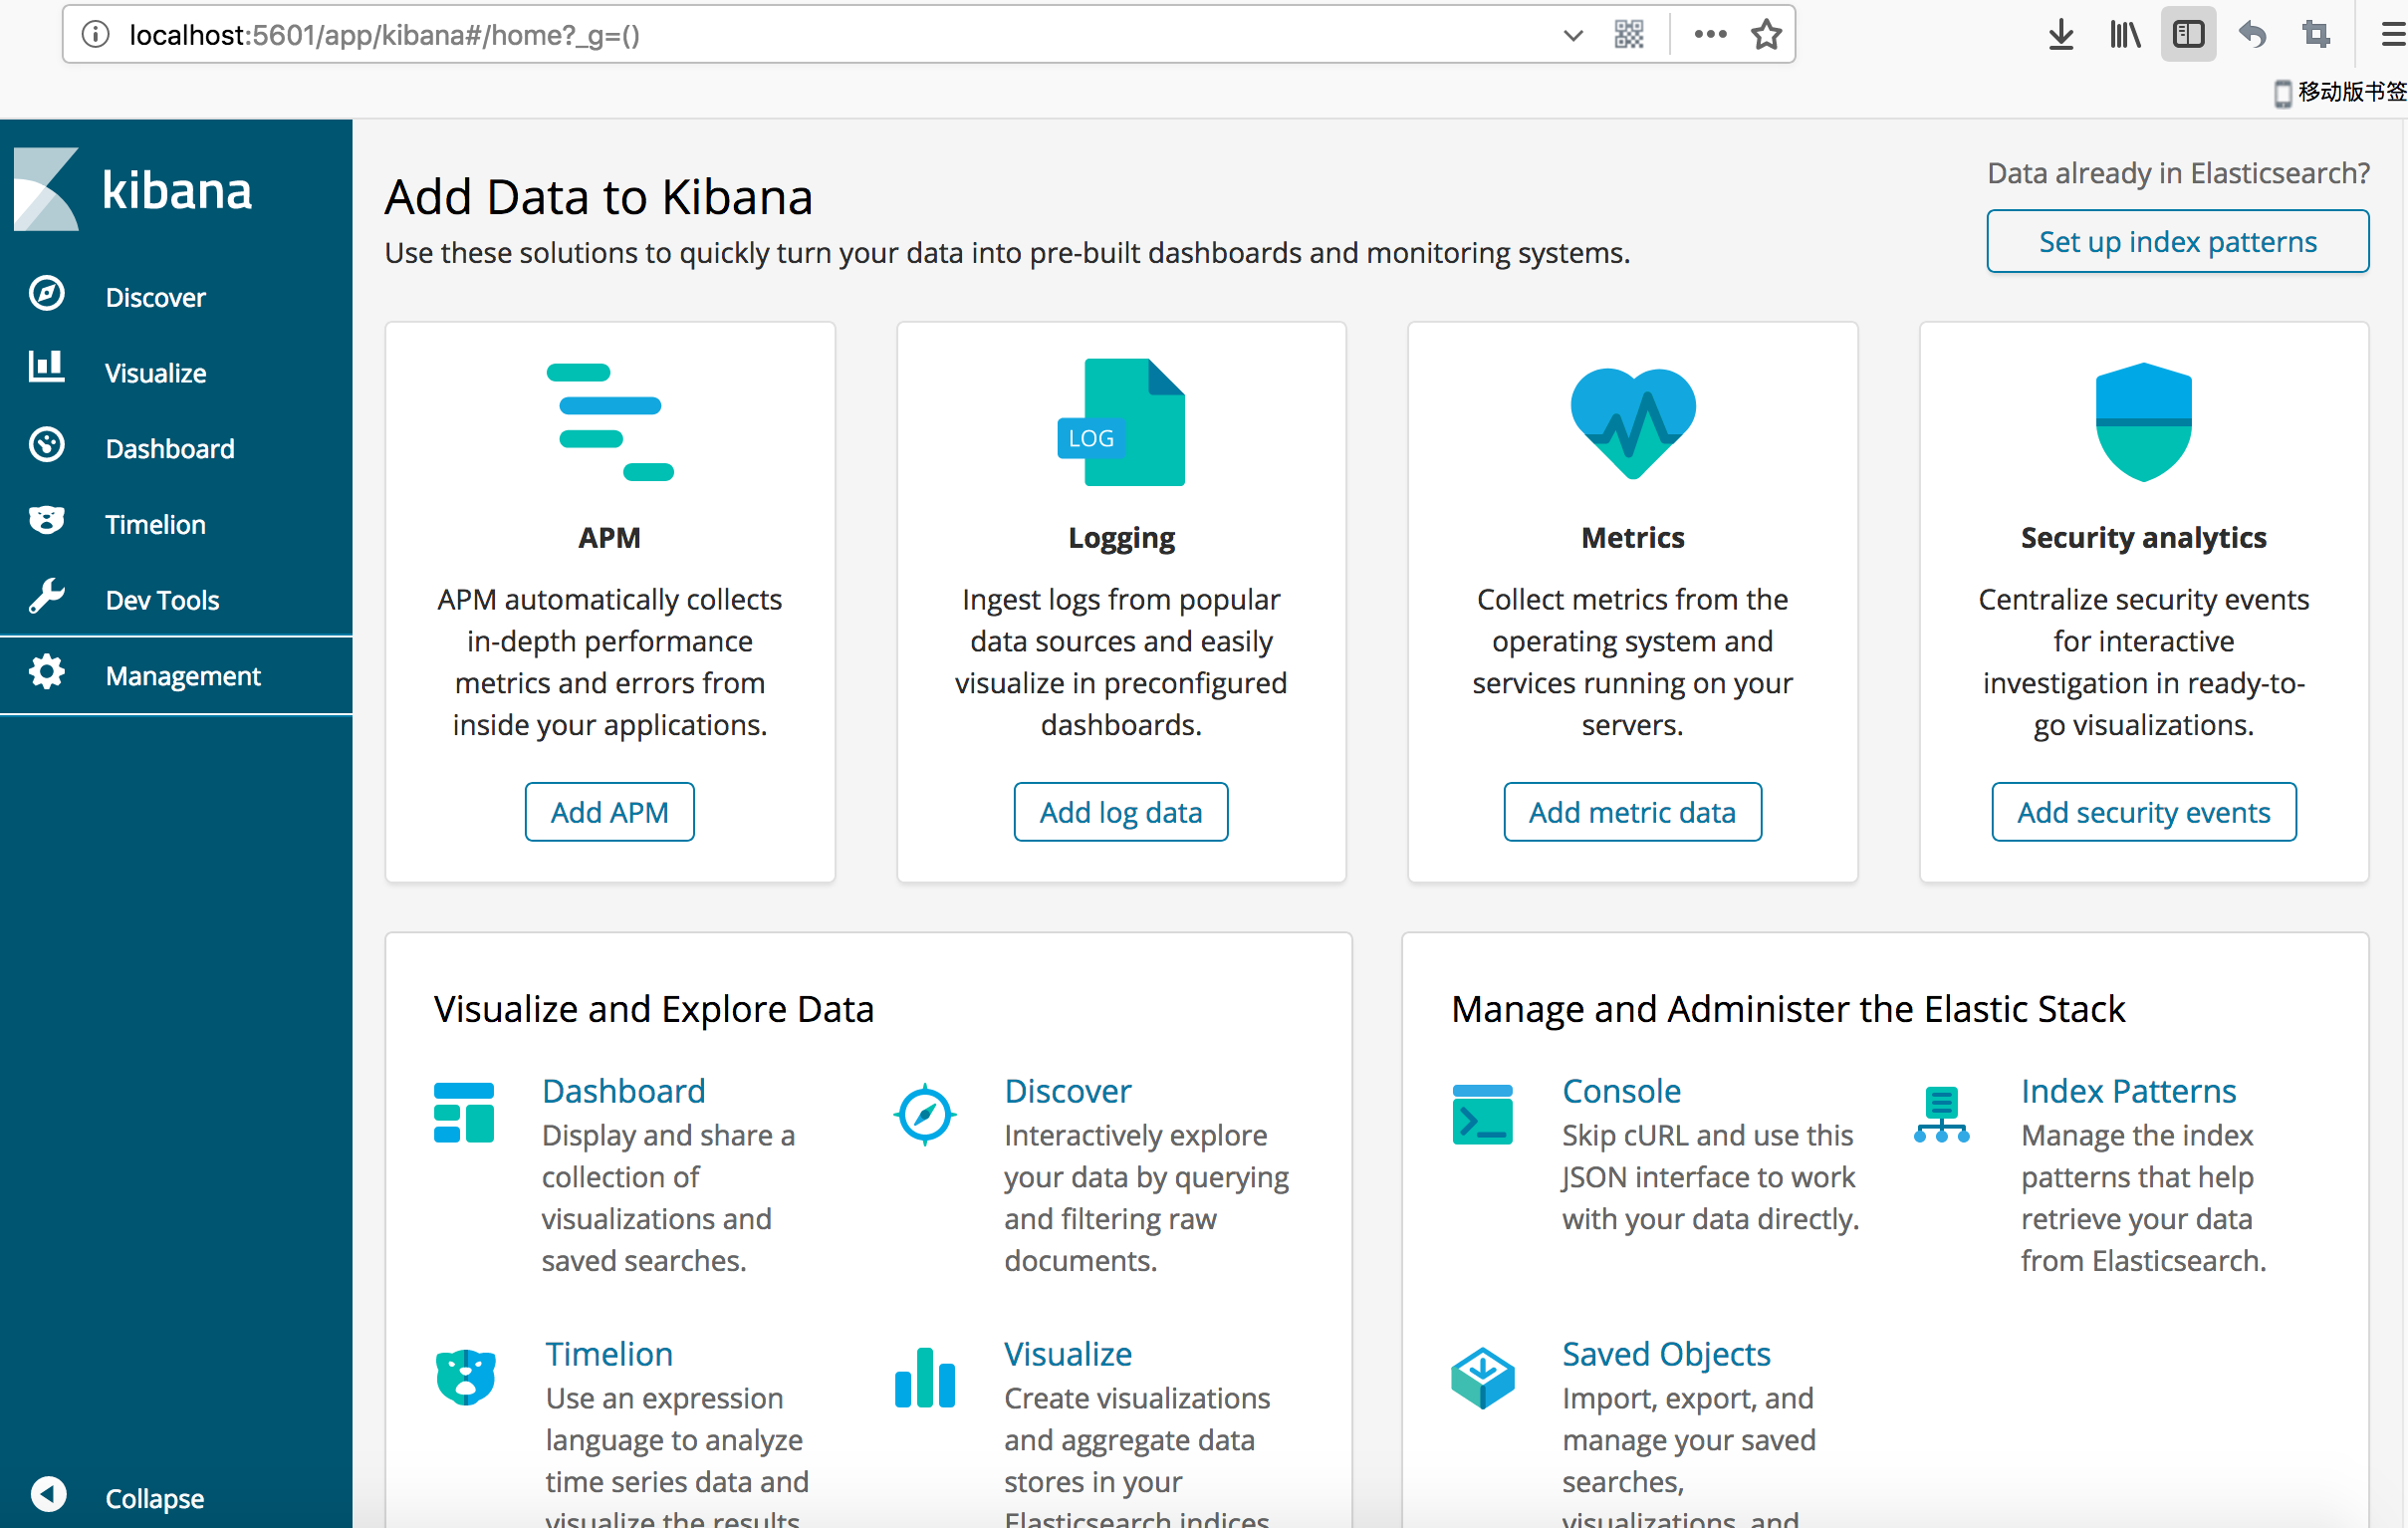 localhost:5601/app/kibana#/home?_g=()
移动版书签
kibana
Discover
Visualize
Dashboard
Timelion
Dev Tools
Management
Collapse
Add Data to Kibana
Use these solutions to quickly turn your data into pre-built dashboards and monitoring systems.
Data already in Elasticsearch?
Set up index patterns
APM
APM automatically collects
in-depth performance
metrics and errors from
inside your applications.
Add APM
LOG
Logging
Ingest logs from popular
data sources and easily
visualize in preconfigured
dashboards.
Add log data
Metrics
Collect metrics from the
operating system and
services running on your
servers.
Add metric data
Security analytics
Centralize security events
for interactive
investigation in ready-to-
go visualizations.
Add security events
Visualize and Explore Data
Dashboard
Display and share a
collection of
visualizations and
saved searches.
Discover
Interactively explore
your data by querying
and filtering raw
documents.
Timelion
Use an expression
language to analyze
time series data and
visualize the results
Visualize
Create visualizations
and aggregate data
stores in your
Elasticsearch indices
Manage and Administer the Elastic Stack
Console
Skip cURL and use this
JSON interface to work
with your data directly.
Index Patterns
Manage the index
patterns that help
retrieve your data
from Elasticsearch.
Saved Objects
Import, export, and
manage your saved
searches,
visualizations, and